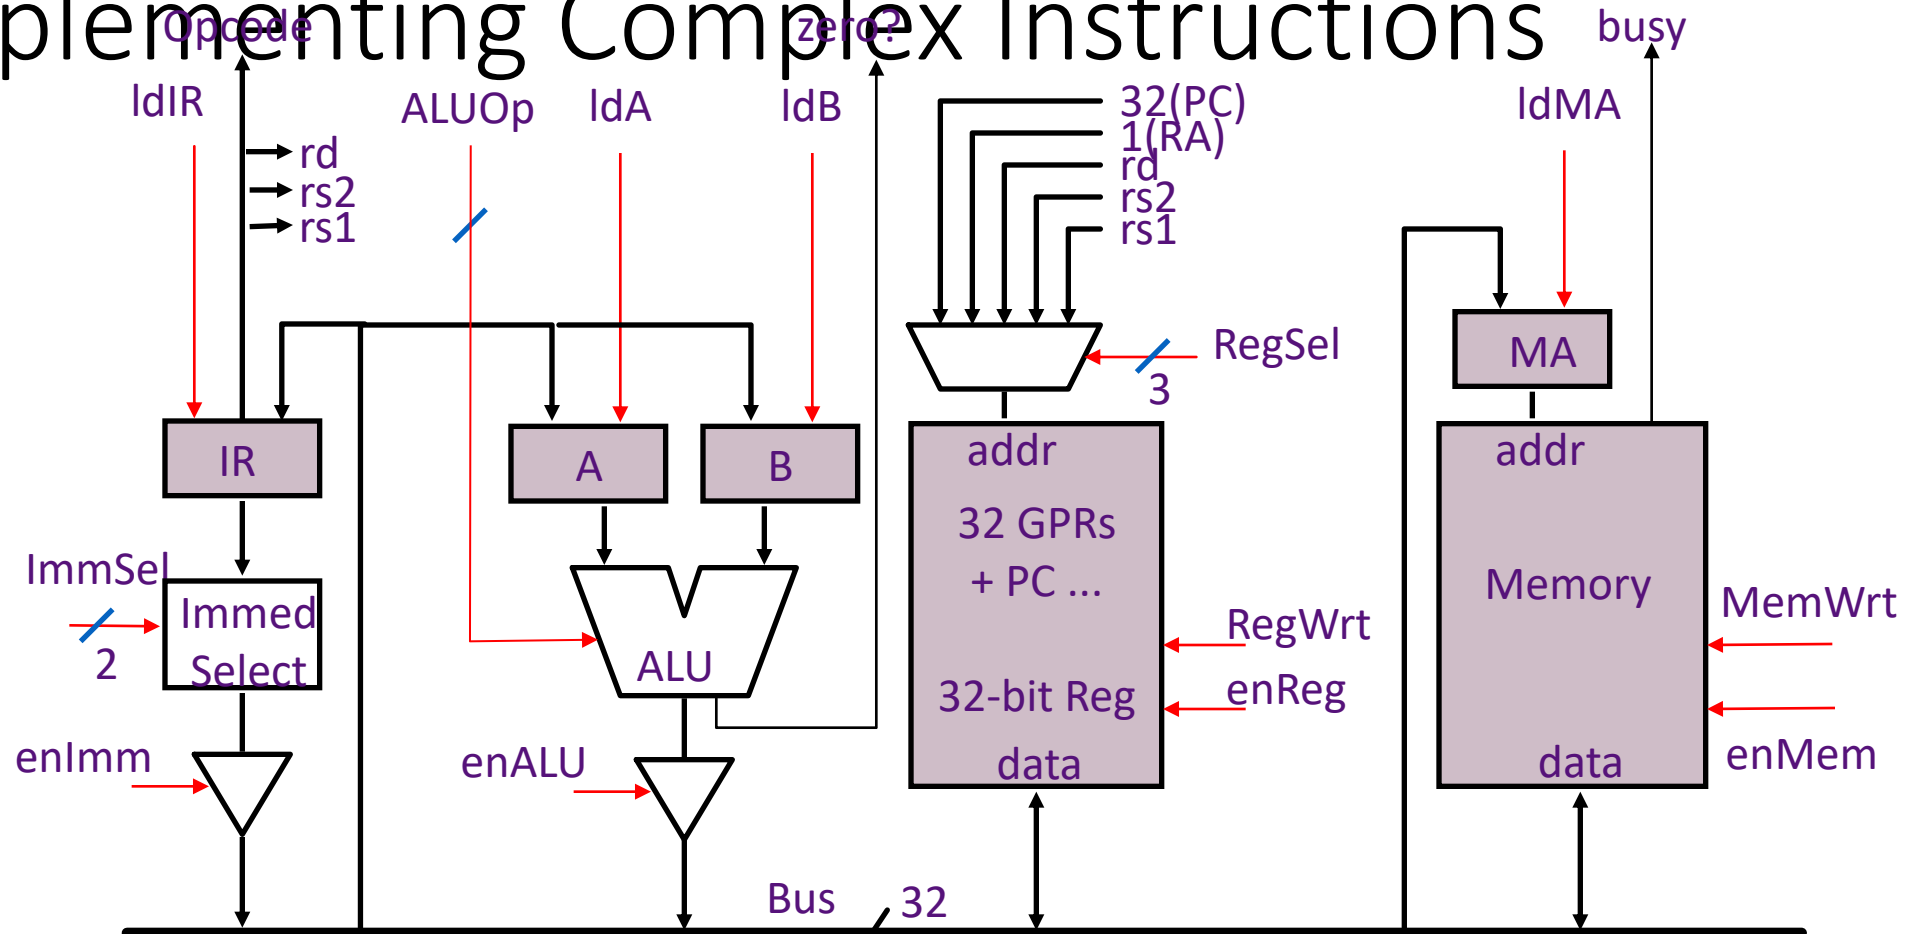 plementing Complex Instructions
Opcode
zero?
busy
ldIR
ALUOp
ldA
ldB
32(PC)
1(RA)
rd
rs2
rs1
ldMA
rd
rs2
rs1
RegSel
3
MA
IR
A
B
addr
32 GPRs
+ PC ...
32-bit Reg
data
addr
Memory
data
ImmSel
2
Immed
Select
ALU
RegWrt
enReg
MemWrt
enMem
enImm
enALU
Bus
32